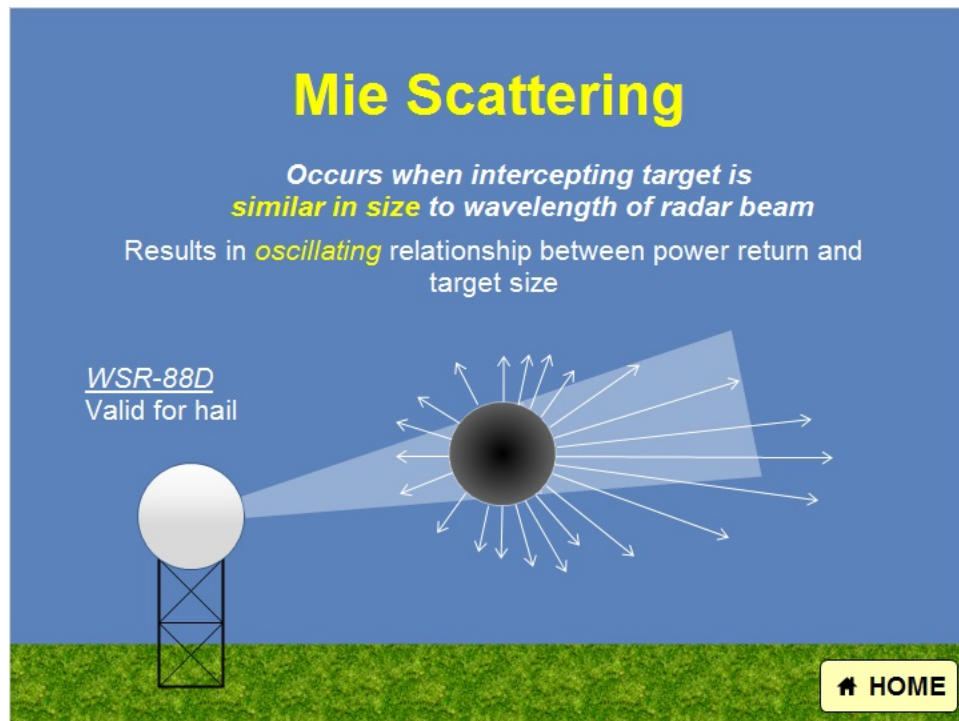 Mie Scattering
Occurs when intercepting target is
similar in size to wavelength of radar beam
Results in oscillating relationship between power return and
target size
WSR-88D
Valid for hail
HOME